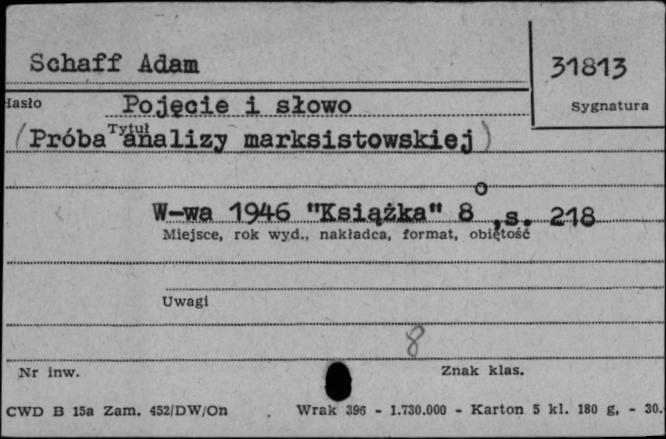 Schaff Adam
31813
Hasło
Pojęcie i słowo
Sygnatura
Tytuł
(Próba analizy marksistowskiej)
W-wa 1946 "Książka" 8°, s. 218
Miejsce, rok wyd., nakładca, format, objętość
Uwagi
8
Nr inw.
Znak klas.
CWD B 15a Zam. 452/DW/On Wrak 396 - 1.730.000 - Karton 5 kl. 180 g, - 30.